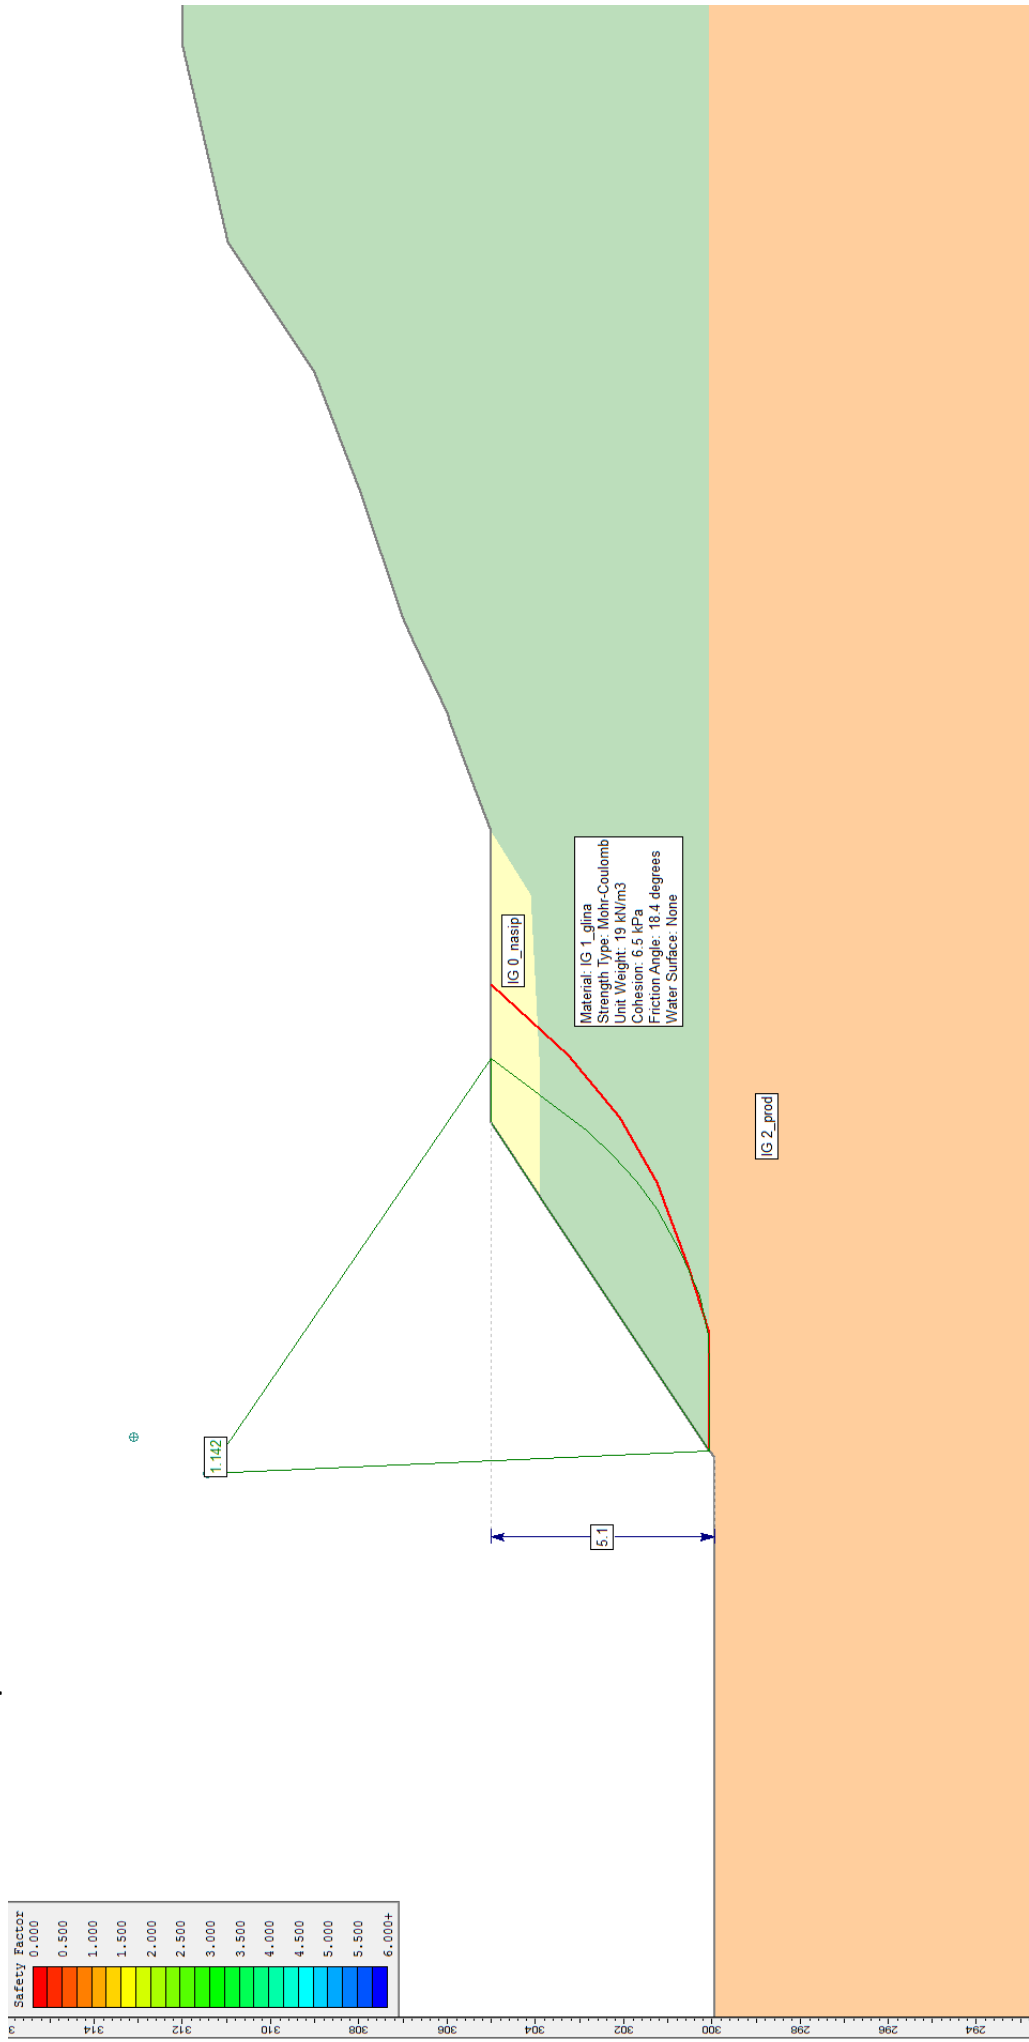 Safety Factor
0.000
0.500
1.000
1.500
2.000
2.500
3.000
3.500
4.000
4.500
5.000
5.500
6.000+
314
312
310
308
306
304
302
300
298
296
294
1.142
5.1
IG 0_nasip
Material: IG 1_glina
Strength Type: Mohr-Coulomb
Unit Weight: 19 kN/m3
Cohesion: 6.5 kPa
Friction Angle: 18.4 degrees
Water Surface: None
IG 2_prod